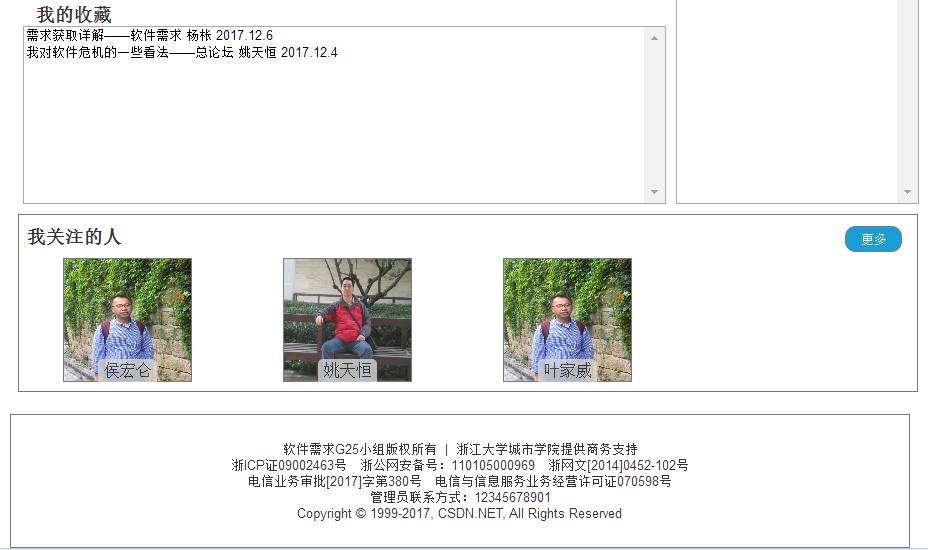 我的收藏
需求获取详解——软件需求 杨枨 2017.12.6
我对软件危机的一些看法——总论坛 姚天恒 2017.12.4
我关注的人
更多
侯宏仑
姚天恒
叶家威
软件需求G25小组版权所有 | 浙江大学城市学院提供商务支持
浙ICP证09002463号 浙公网安备号：110105000969 浙网文[2014]0452-102号
电信业务审批[2017]字第380号 电信与信息服务业务经营许可证070598号
管理员联系方式：12345678901
Copyright © 1999-2017, CSDN.NET, All Rights Reserved